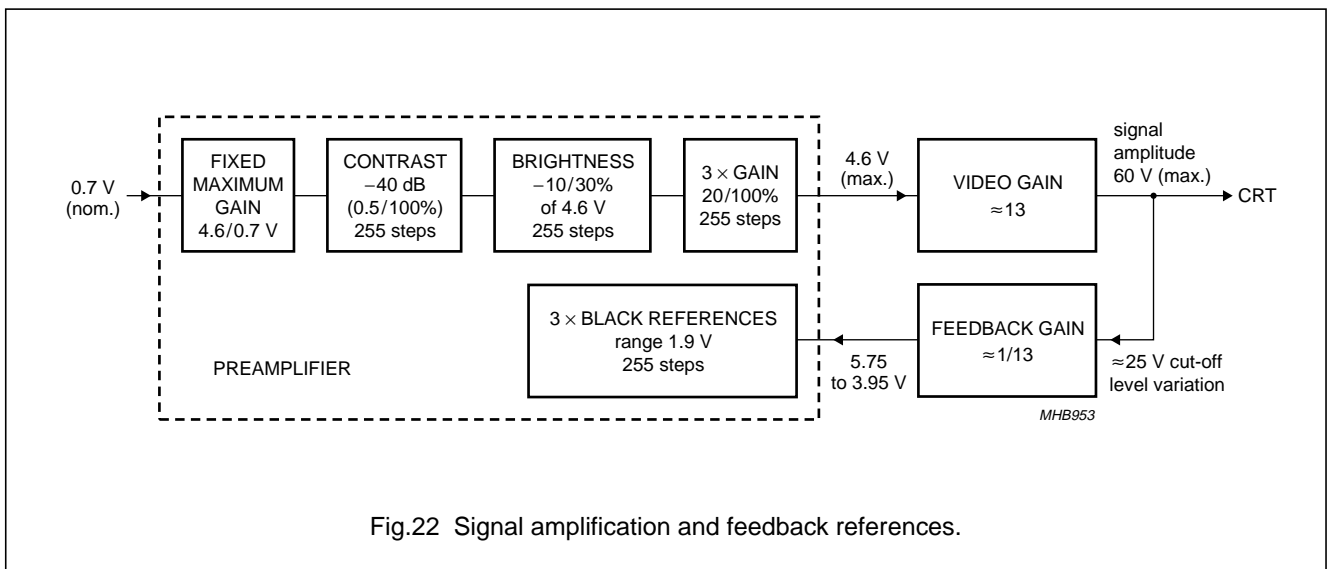 0.7 V
(nom.)
FIXED
MAXIMUM
GAIN
4.6/0.7 V
CONTRAST
−40 dB
(0.5/100%)
255 steps
BRIGHTNESS
−10/30%
of 4.6 V
255 steps
3 × GAIN
20/100%
255 steps
4.6 V
(max.)
VIDEO GAIN
≈13
signal
amplitude
60 V (max.)
CRT
3 × BLACK REFERENCES
range 1.9 V
255 steps
PREAMPLIFIER
5.75
to 3.95 V
FEEDBACK GAIN
≈1/13
≈25 V cut-off
level variation
MHB953
Fig.22 Signal amplification and feedback references.